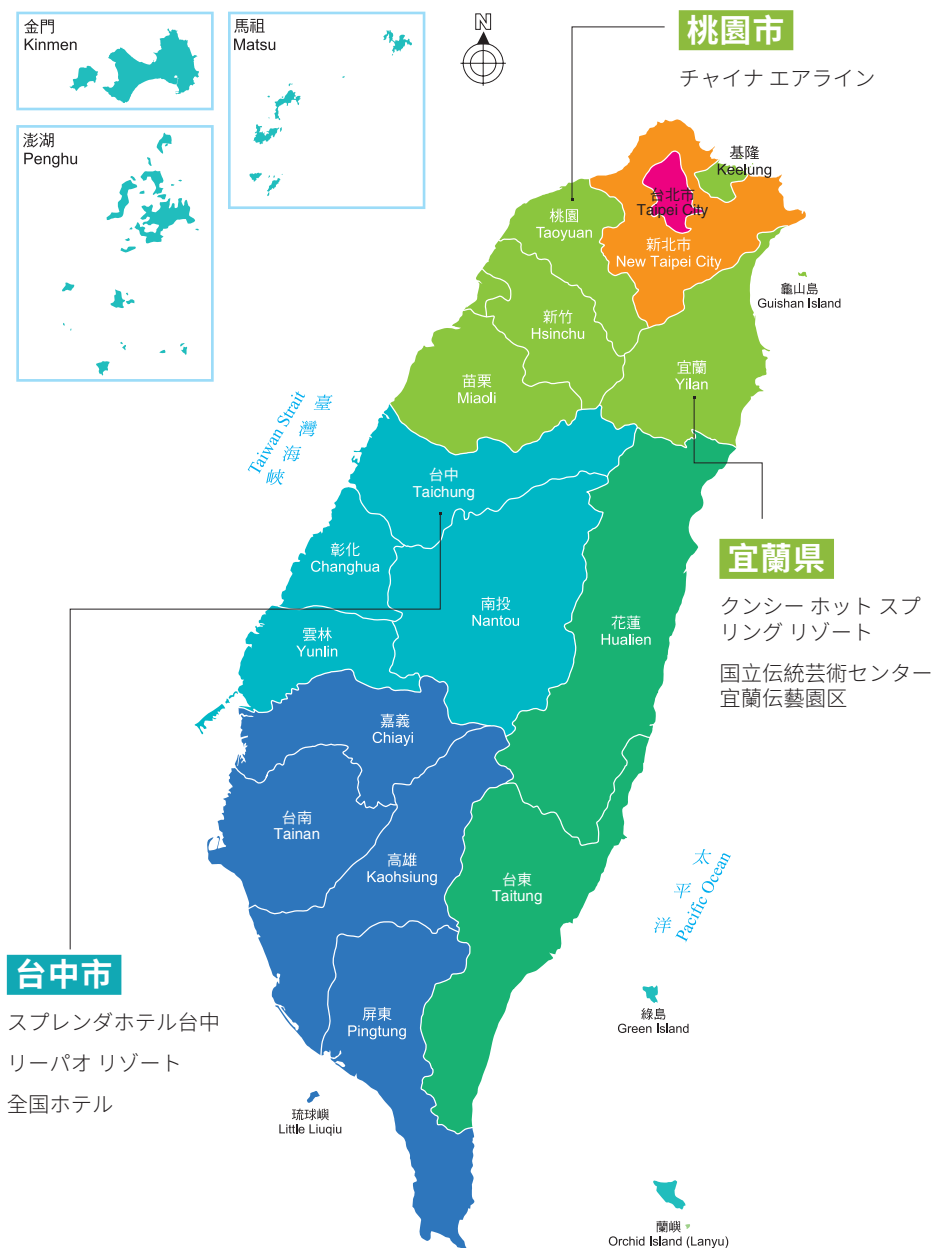 金門
Kinmen
馬祖
Matsu
N
桃園市
チャイナ エアライン
澎湖
Penghu
基隆
Keelung
台北市
Taipei City
桃園
Taoyuan
新北市
New Taipei City
龜山島
Guishan Island
新竹
Hsinchu
宜蘭
Yilan
苗栗
Miaoli
臺灣海峽
Taiwan Strait
台中
Taichung
彰化
Changhua
宜蘭県
クンシー ホット スプ
リング リゾート
国立伝統芸術センター
宜蘭伝藝園区
南投
Nantou
花蓮
Hualien
雲林
Yunlin
嘉義
Chiayi
台南
Tainan
高雄
Kaohsiung
台東
Taitung
太平洋
Pacific Ocean
台中市
スプレンダホテル台中
リーパオ リゾート
全国ホテル
屏東
Pingtung
綠島
Green Island
琉球嶼
Little Liuqiu
蘭嶼
Orchid Island (Lanyu)